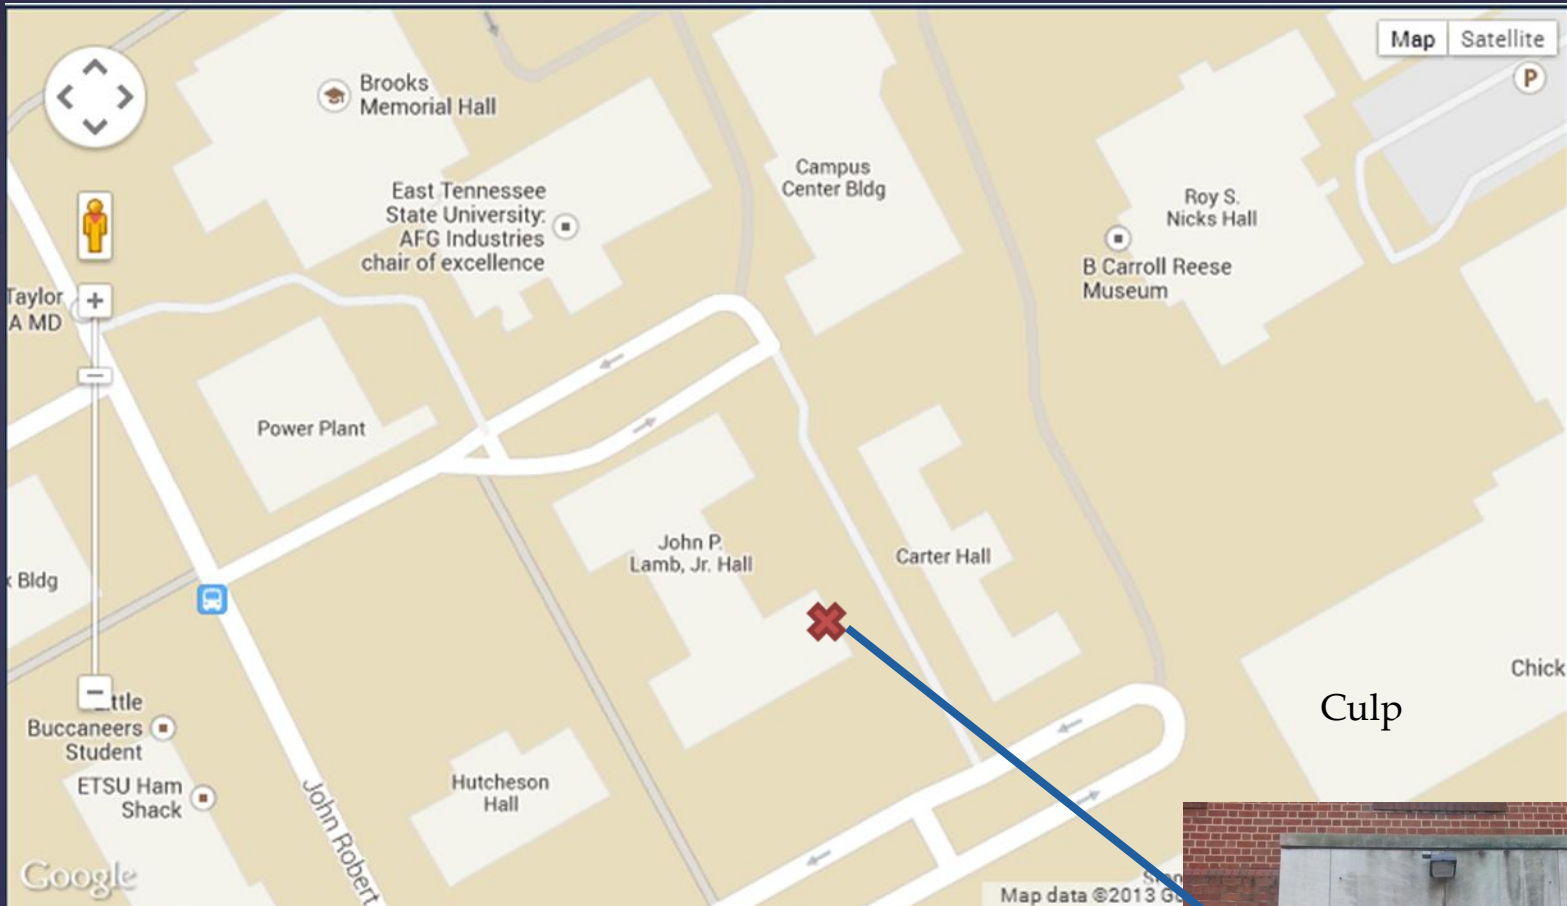 Map Satellite
P
Brooks
Memorial Hall
East Tennessee
State University:
AFG Industries
chair of excellence
Campus
Center Bldg
Roy S.
Nicks Hall
B Carroll Reese
Museum
Taylor
A MD
Power Plant
John P.
Lamb, Jr. Hall
Carter Hall
Bldg
Chick
Culp
ttle
Buccaneers
Student
ETSU Ham
Shack
Hutcheson
Hall
John Robert
Google
Map data ©2013 G